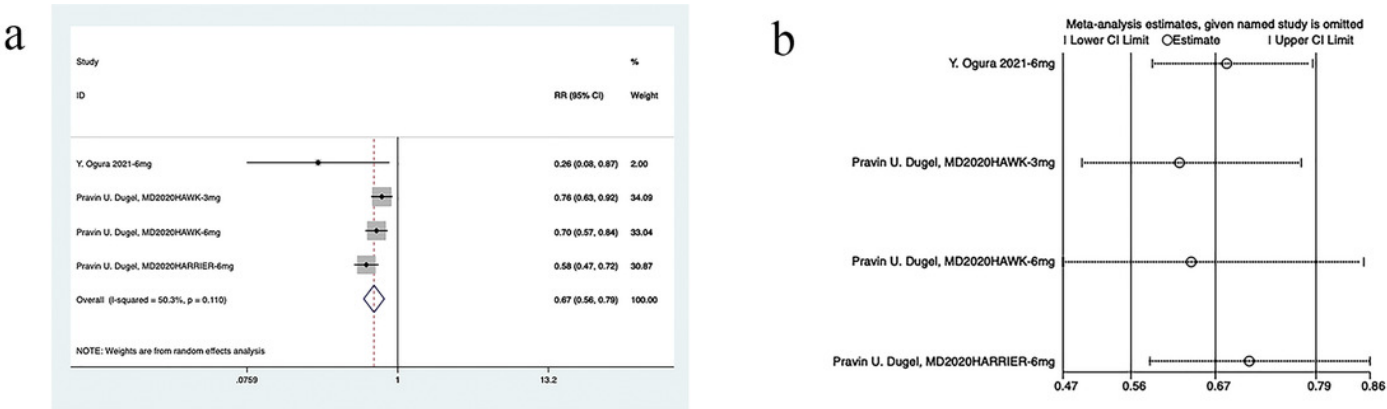 a
Study %
ID RR (95% CI) Weight
Y. Ogura 2021-6mg 0.26 (0.08, 0.87) 2.00
Pravin U. Dugel, MD2020HAWK-3mg 0.76 (0.63, 0.92) 34.09
Pravin U. Dugel, MD2020HAWK-6mg 0.70 (0.57, 0.84) 33.04
Pravin U. Dugel, MD2020HARRIER-6mg 0.58 (0.47, 0.72) 30.87
Overall (I-squared = 50.3%, p = 0.110) 0.67 (0.56, 0.79) 100.00
NOTE: Weights are from random effects analysis
.0759 1 13.2
b
Meta-analysis estimates, given named study is omitted
Lower CI Limit Estimate Upper CI Limit
Y. Ogura 2021-6mg
Pravin U. Dugel, MD2020HAWK-3mg
Pravin U. Dugel, MD2020HAWK-6mg
Pravin U. Dugel, MD2020HARRIER-6mg
0.47 0.56 0.67 0.79 0.86